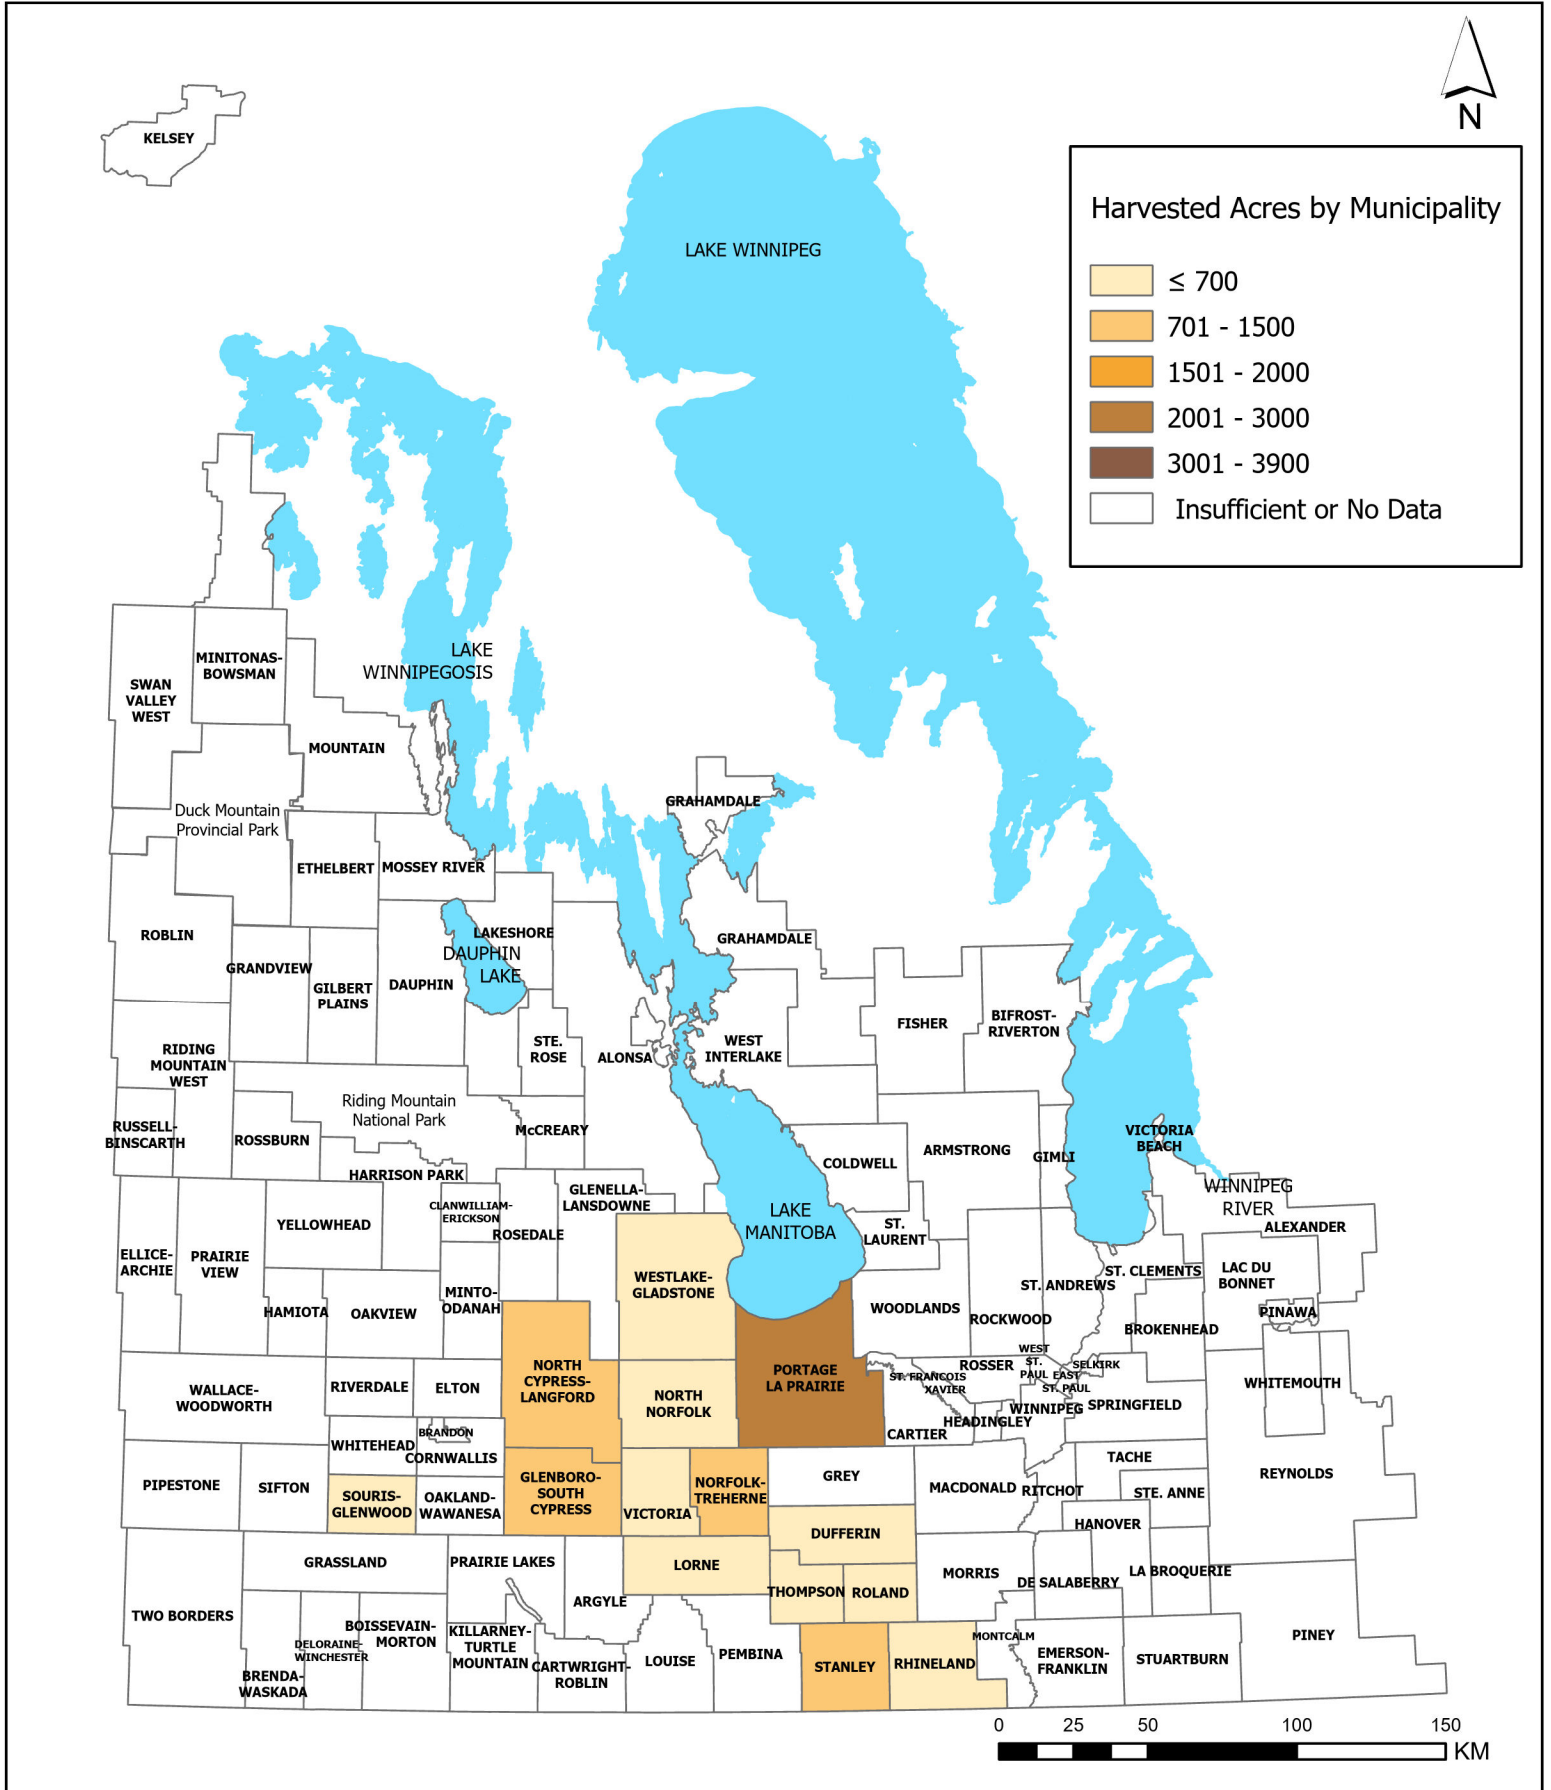 N
KELSEY
Harvested Acres by Municipality
≤ 700
701 - 1500
1501 - 2000
2001 - 3000
3001 - 3900
Insufficient or No Data
LAKE WINNIPEG
LAKE
WINNIPEGOSIS
MINITONAS-
BOWSMAN
SWAN
VALLEY
WEST
MOUNTAIN
Duck Mountain
Provincial Park
GRAHAMDALE
ETHELBERT
MOSSEY RIVER
ROBLIN
LAKESHORE
DAUPHIN
LAKE
GRAHAMDALE
GRANDVIEW
GILBERT
PLAINS
DAUPHIN
FISHER
BIFROST-
RIVERTON
STE.
ROSE
ALONSA
WEST
INTERLAKE
RIDING
MOUNTAIN
WEST
Riding Mountain
National Park
RUSSELL-
BINSCARTH
ROSSBURN
McCREARY
VICTORIA
BEACH
ARMSTRONG
GIMLI
COLDWELL
HARRISON PARK
GLENELLA-
LANSDOWNE
WINNIPEG
RIVER
CLANWILLIAM-
ERICKSON
ROSEDALE
YELLOWHEAD
LAKE
MANITOBA
ST.
LAURENT
ALEXANDER
ELLICE-
ARCHIE
PRAIRIE
VIEW
WESTLAKE-
GLADSTONE
ST. CLEMENTS
LAC DU
BONNET
ST. ANDREWS
MINTO-
ODANAH
HAMIOTA
OAKVIEW
WOODLANDS
ROCKWOOD
PINAWA
BROKENHEAD
WEST
ST.
PAUL
ROSSER
SELKIRK
EAST
ST. PAUL
ST. FRANCOIS
XAVIER
NORTH
CYPRESS-
LANGFORD
PORTAGE
LA PRAIRIE
WHITEMOUTH
WALLACE-
WOODWORTH
RIVERDALE
ELTON
NORTH
NORFOLK
WINNIPEG
SPRINGFIELD
HEADINGLEY
CARTIER
BRANDON
WHITEHEAD
CORNWALLIS
TACHE
PIPESTONE
SIFTON
GLENBORO-
SOUTH
CYPRESS
GREY
NORFOLK-
TREHERNE
MACDONALD
RITCHOT
STE. ANNE
REYNOLDS
SOURIS-
GLENWOOD
OAKLAND-
WAWANESA
VICTORIA
HANOVER
DUFFERIN
GRASSLAND
PRAIRIE LAKES
LORNE
MORRIS
DE SALABERRY
LA BROQUERIE
THOMPSON
ROLAND
ARGYLE
TWO BORDERS
BOISSEVAIN-
MORTON
DELORAINE-
WINCHESTER
KILLARNEY-
TURTLE
MOUNTAIN
MONTCALM
PINEY
BRENDA-
WASKADA
CARTWRIGHT-
ROBLIN
LOUISE
PEMBINA
STANLEY
RHINELAND
EMERSON-
FRANKLIN
STUARTBURN
0 25 50 100 150
KM